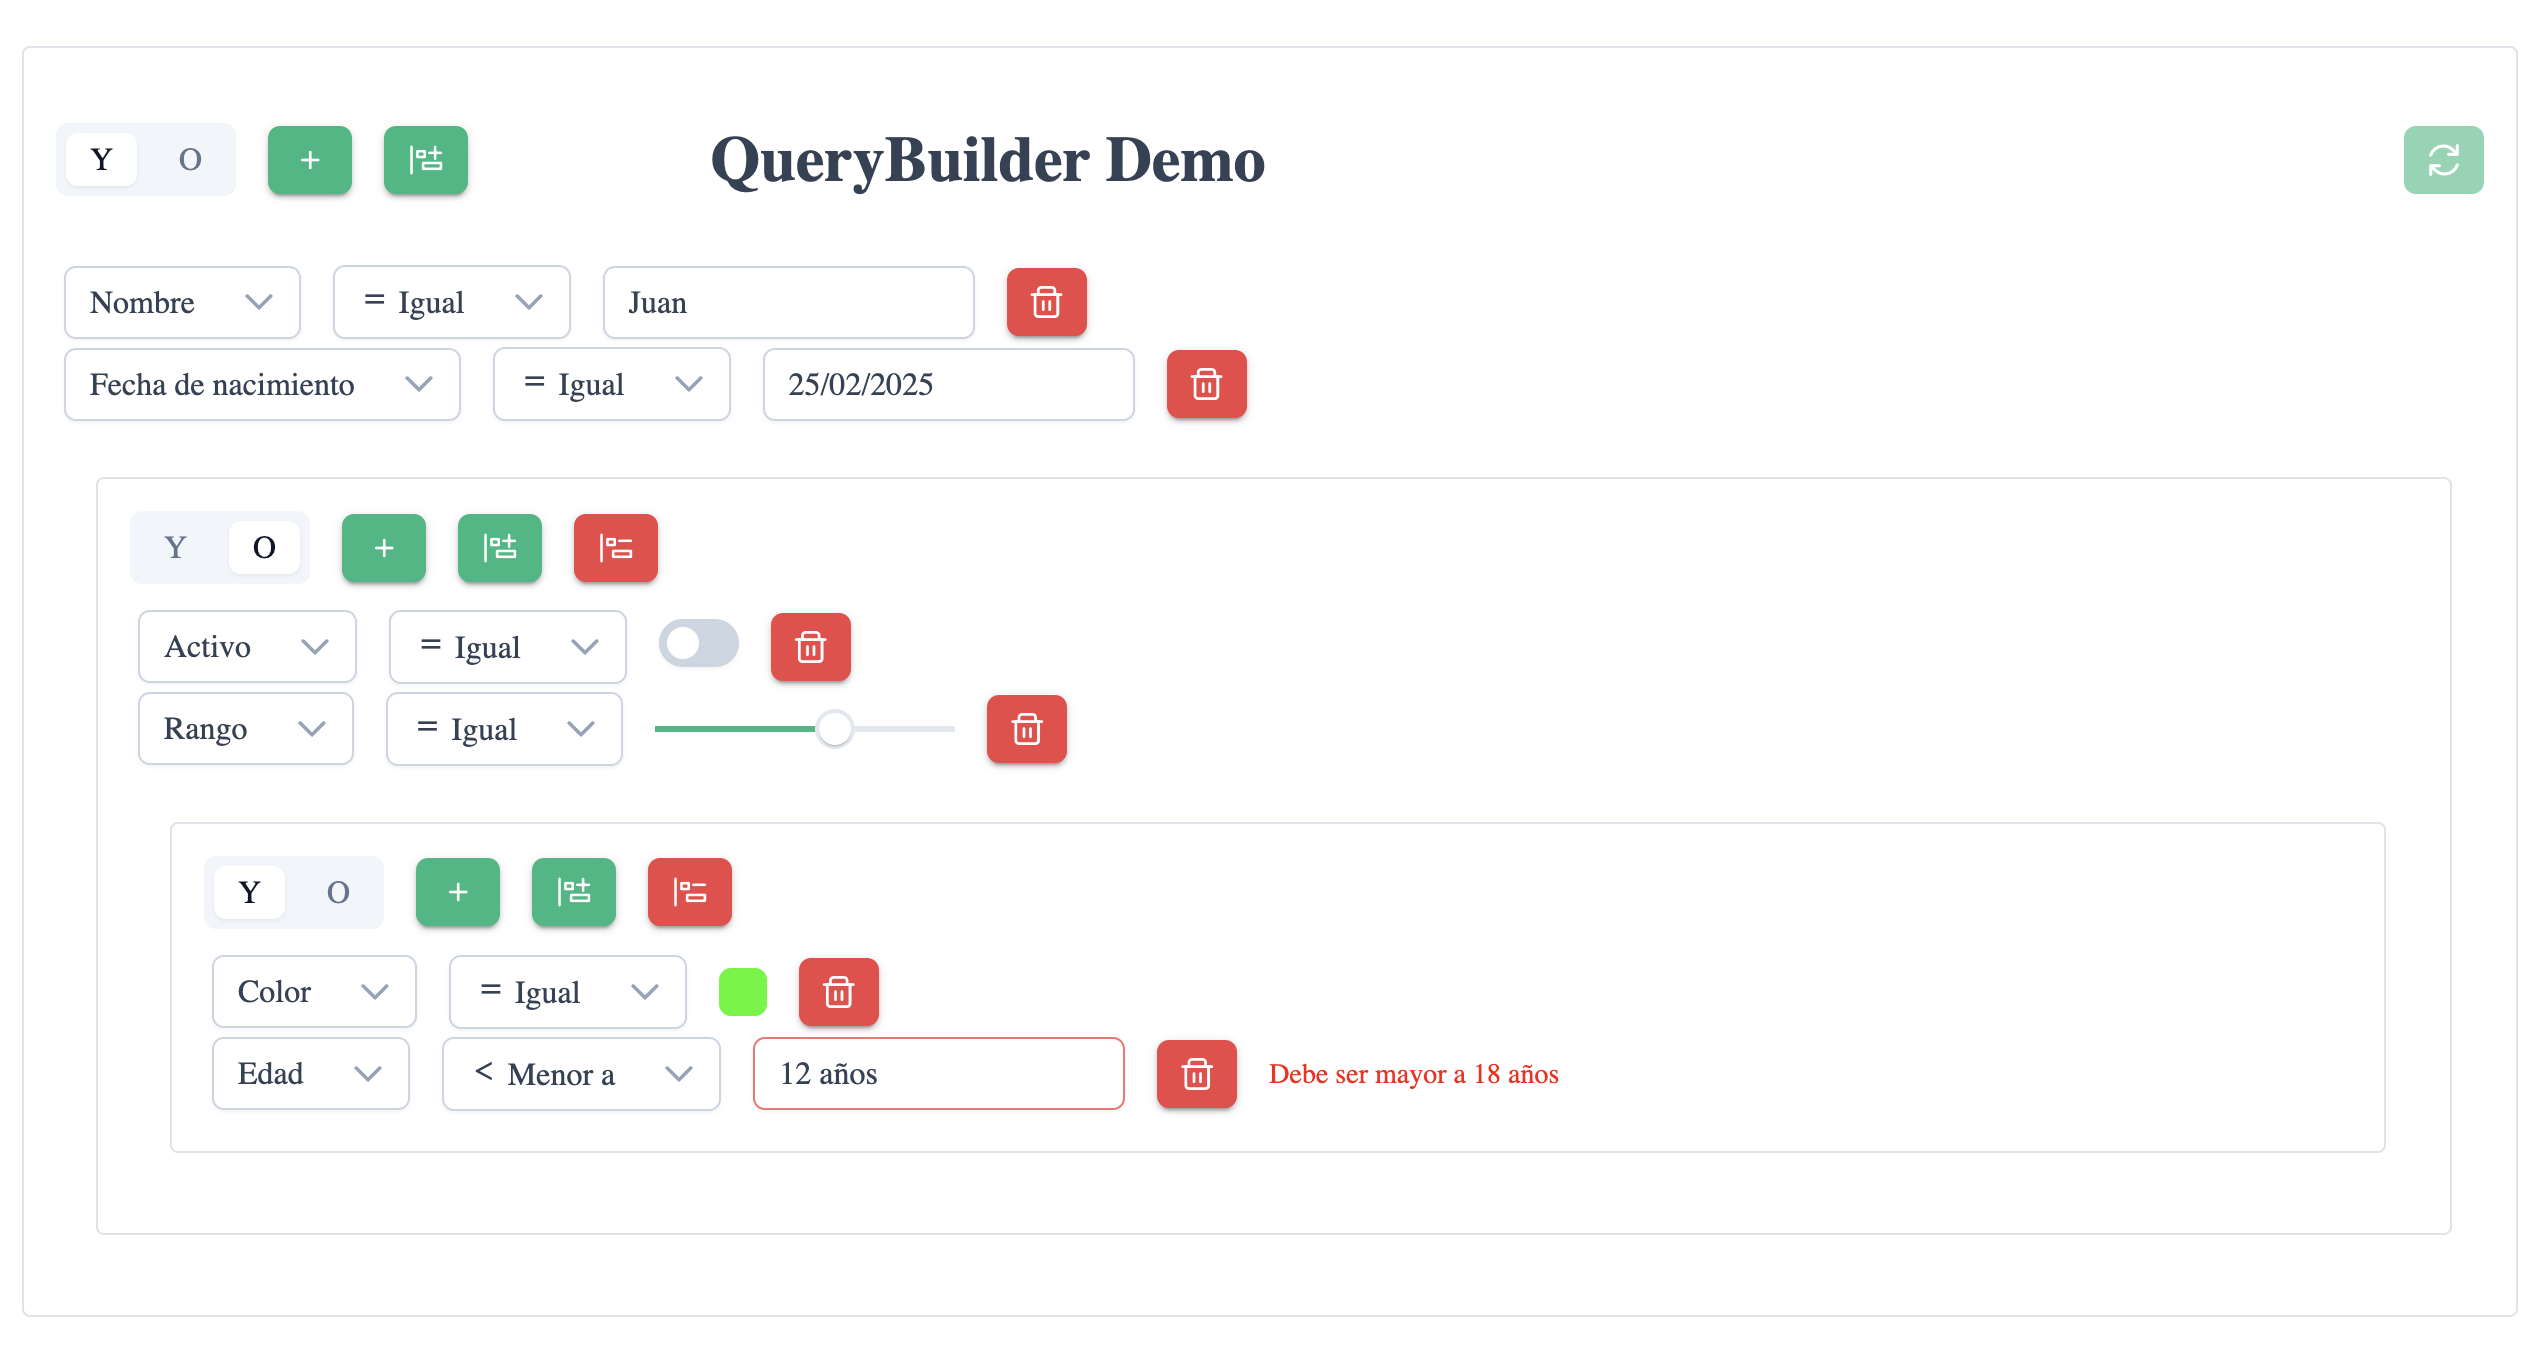 Y O + QueryBuilder Demo
Nombre = Igual Juan
Fecha de nacimiento = Igual 25/02/2025
Y O +
Activo = Igual
Rango = Igual
Y O +
Color = Igual
Edad < Menor a 12 años Debe ser mayor a 18 años